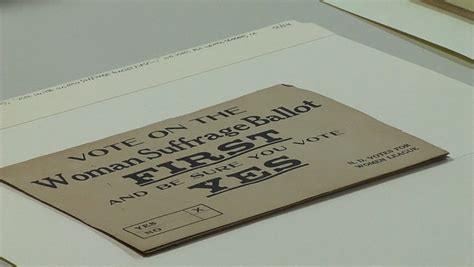 VOTE ON THE
Woman Suffrage Ballot
FIRST
AND BE SURE YOU VOTE
YES
YES X
NO
N. D. VOTES FOR
WOMEN LEAGUE